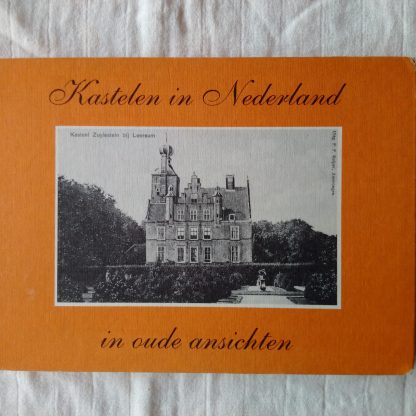 Kastelen in Nederland
Kasteel Zuylestein bij Leersum
in oude ansichten